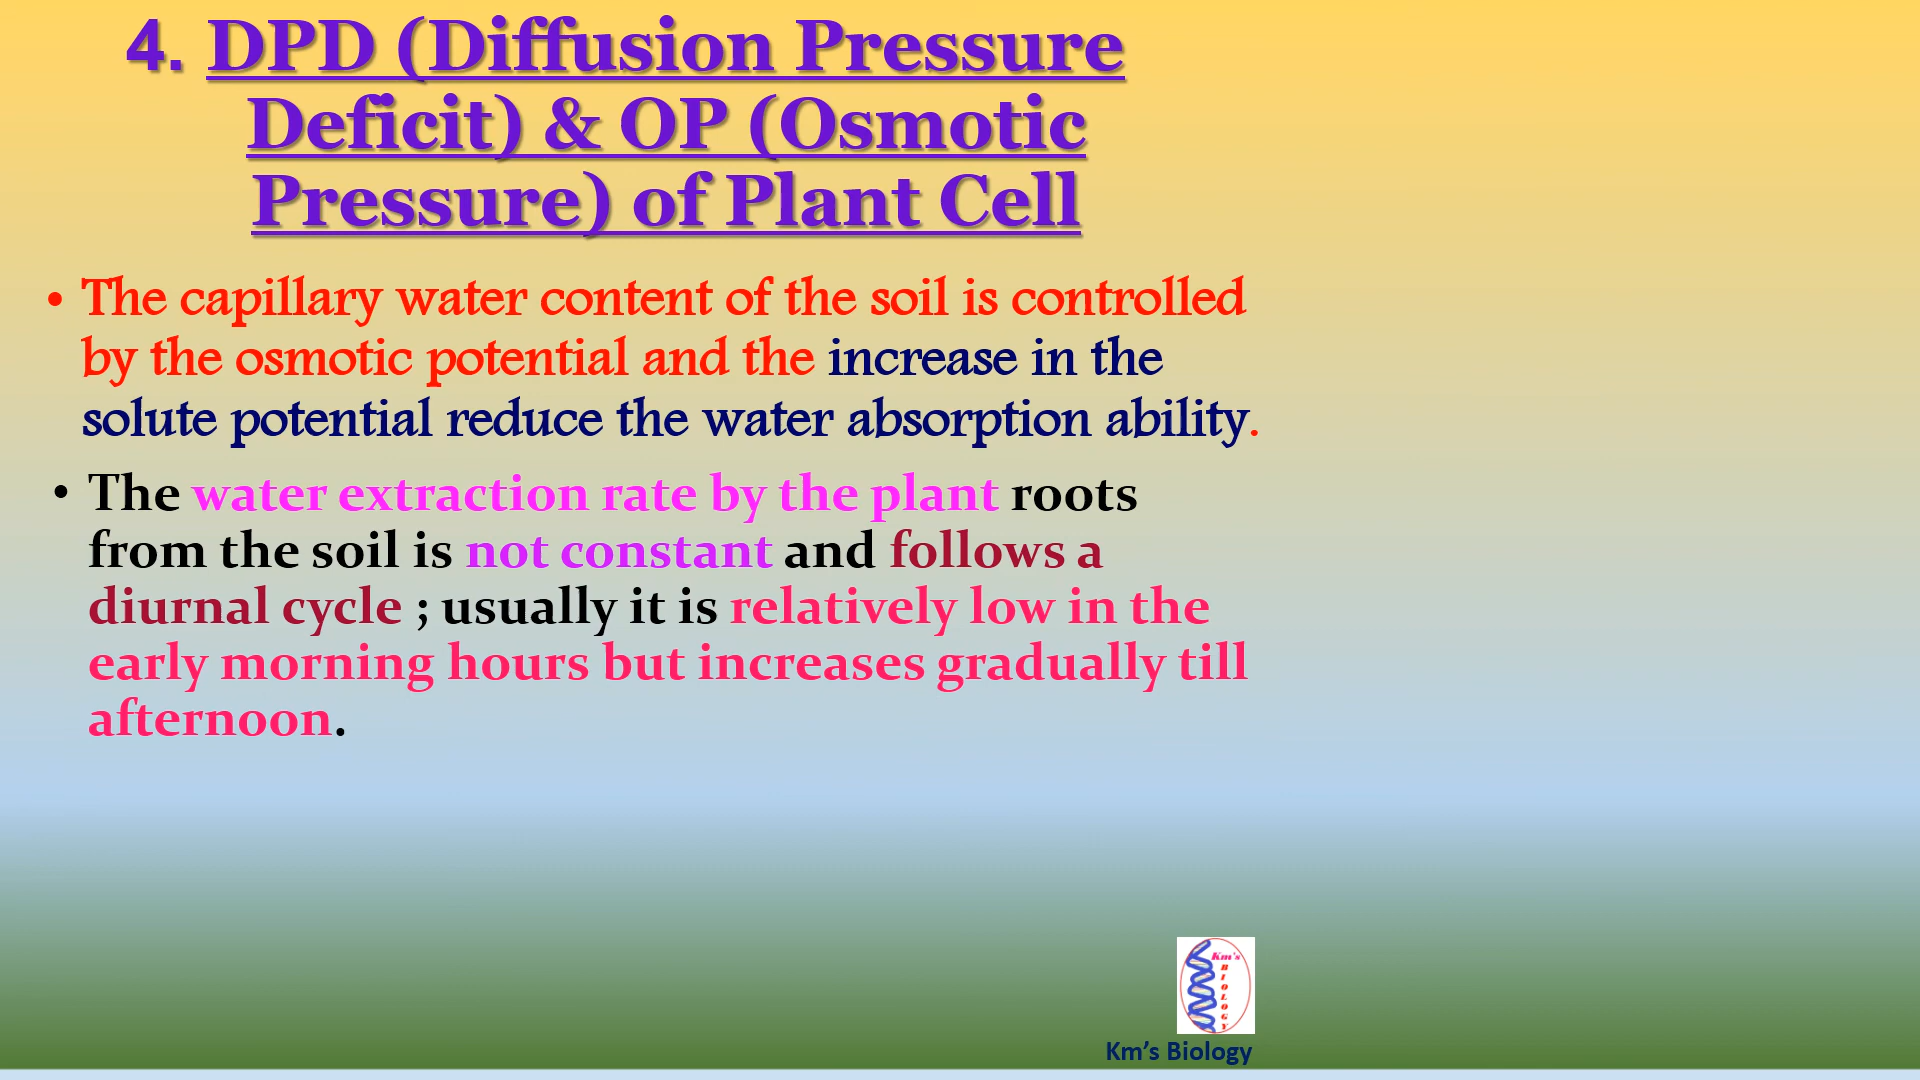 4. DPD (Diffusion Pressure
Deficit) & OP (Osmotic
Pressure) of Plant Cell
• The capillary water content of the soil is controlled
by the osmotic potential and the increase in the
solute potential reduce the water absorption ability.
• The water extraction rate by the plant roots
from the soil is not constant and follows a
diurnal cycle ; usually it is relatively low in the
early morning hours but increases gradually till
afternoon.
Km's
BIOLOGY
Km's Biology